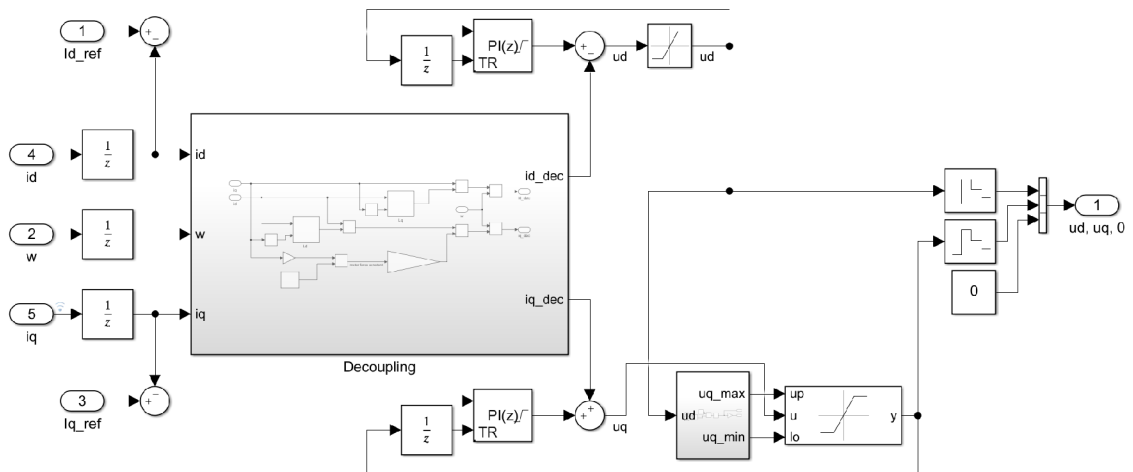 1
Id_ref
+
−
1
z
PI(z)
TR
−
ud
ud
4
id
1
z
id
id_dec
2
w
1
z
w
1
ud, uq, 0
0
5
iq
1
z
iq
iq_dec
Decoupling
3
Iq_ref
+
−
1
z
PI(z)
TR
+
+
uq
ud
uq_max
uq_min
up
u
lo
y